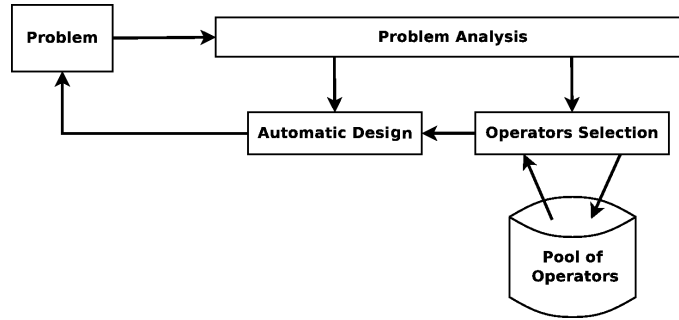 Problem
Problem Analysis
Automatic Design
Operators Selection
Pool of
Operators